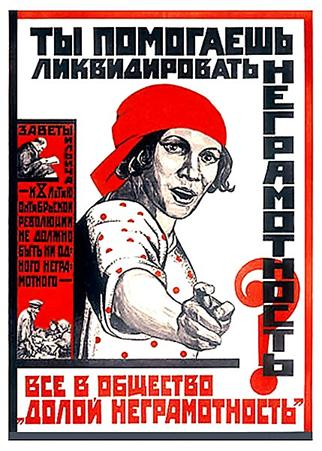 ТЫ ПОМОГАЕШЬ
ЛИКВИДИРОВАТЬ
НЕГРАМОТНОСТЬ
?
ЗАВЕТЫ
ИЛЬИЧА
— К X ЛЕТИЮ
ОКТЯБРЬСКОЙ
РЕВОЛЮЦИИ
НЕ ДОЛЖНО
БЫТЬ НИ ОД-
НОГО НЕГРА-
МОТНОГО —
ВСЕ В ОБЩЕСТВО
„ДОЛОЙ НЕГРАМОТНОСТЬ"